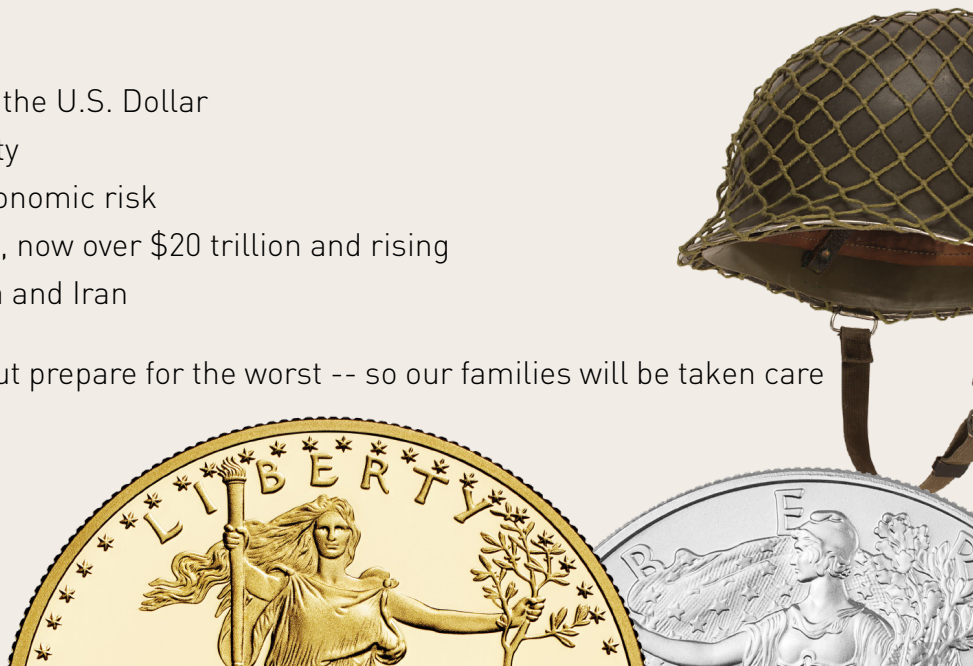 the U.S. Dollar
ty
onomic risk
, now over $20 trillion and rising
and Iran
ut prepare for the worst -- so our families will be taken care
LIBERTY
R E